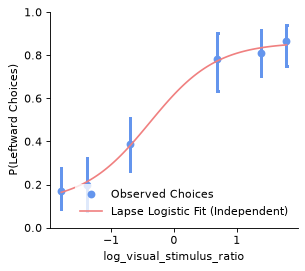 1.0
0.8
0.6
0.4
0.2
0.0
P(Leftward Choices)
Observed Choices
Lapse Logistic Fit (Independent)
−1
0
1
log_visual_stimulus_ratio